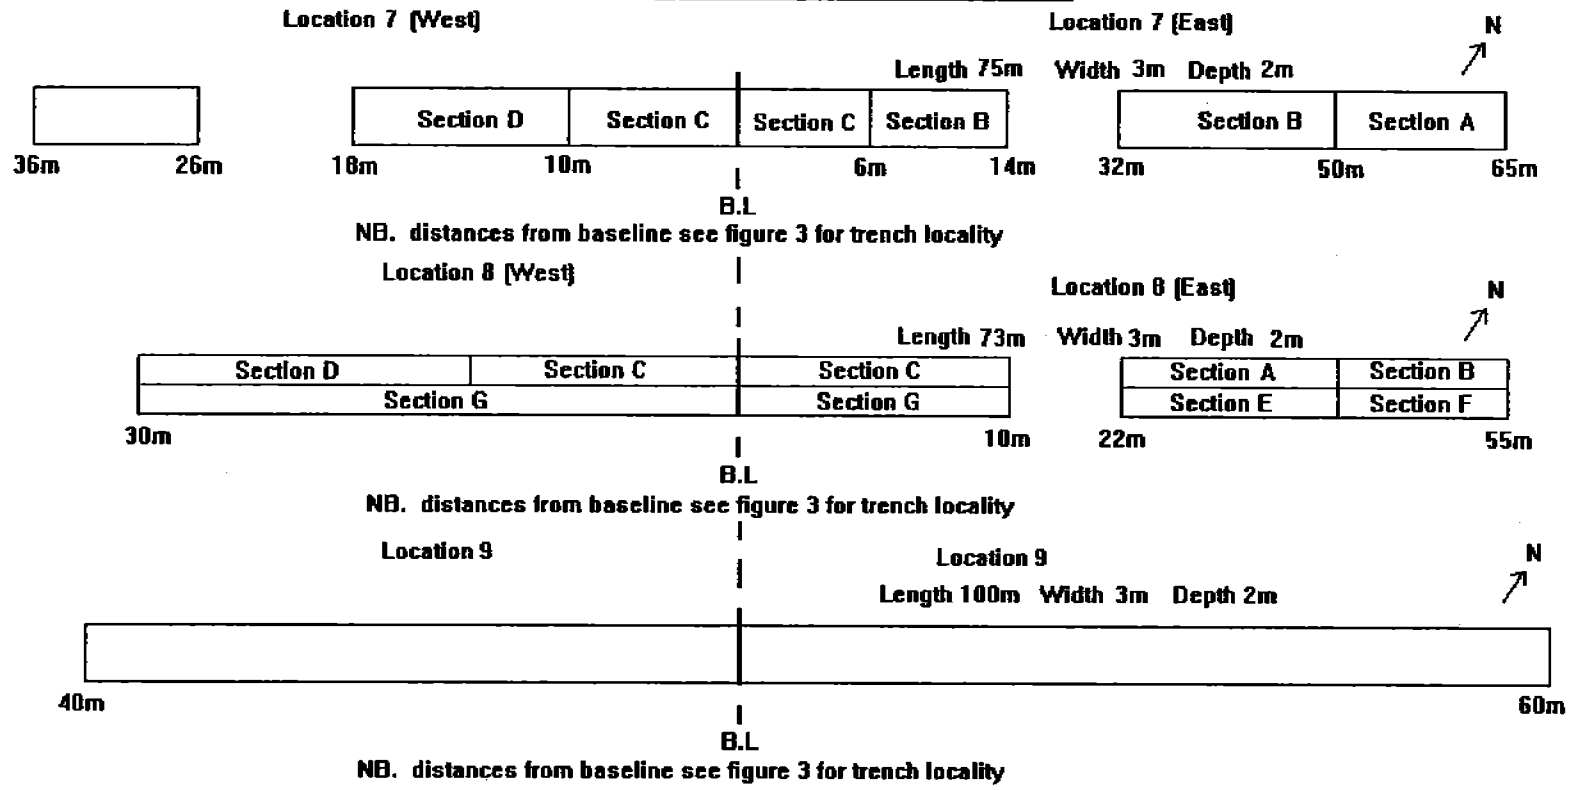 Location 7 (West) Location 7 (East) N
Length 75m Width 3m Depth 2m
Section D Section C Section C Section B Section B Section A
36m 26m 18m 10m 6m 14m 32m 50m 65m
B.L
NB. distances from baseline see figure 3 for trench locality
Location 8 (West) Location 8 (East) N
Length 73m Width 3m Depth 2m
Section D Section C Section C Section A Section B
Section G Section G Section E Section F
30m 10m 22m 55m
B.L
NB. distances from baseline see figure 3 for trench locality
Location 9 Location 9 N
Length 100m Width 3m Depth 2m
40m 60m
B.L
NB. distances from baseline see figure 3 for trench locality